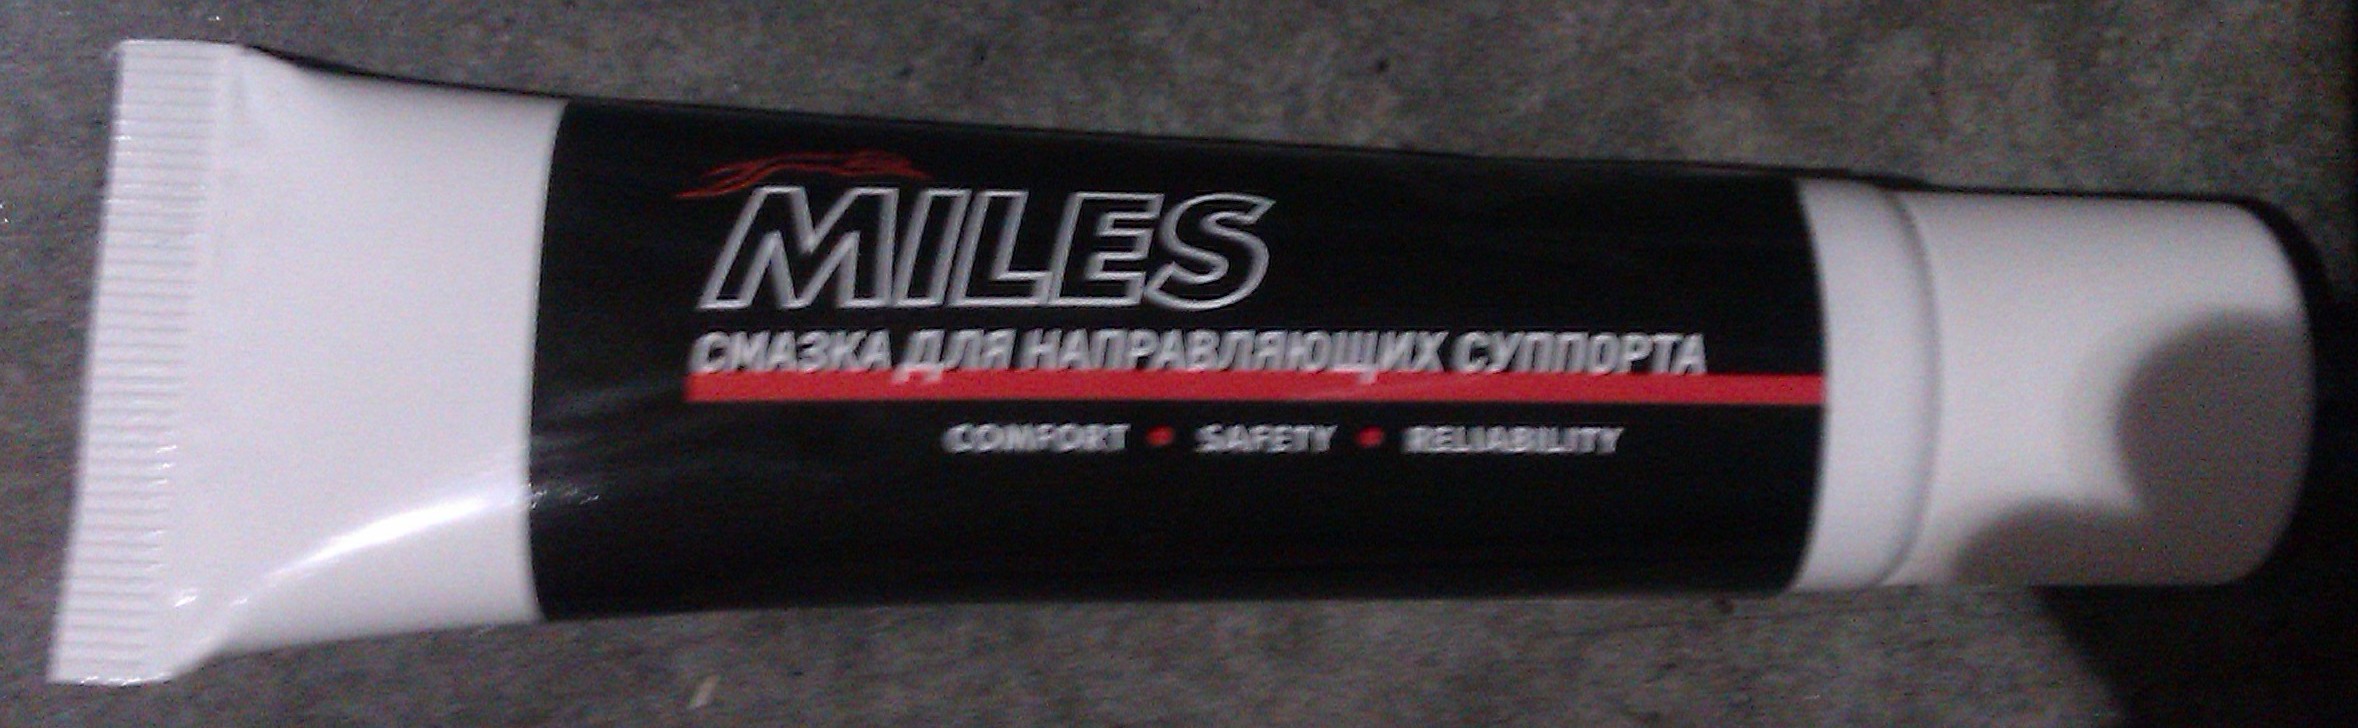 MILES
СМАЗКА ДЛЯ НАПРАВЛЯЮЩИХ СУППОРТА
COMFORT • SAFETY • RELIABILITY